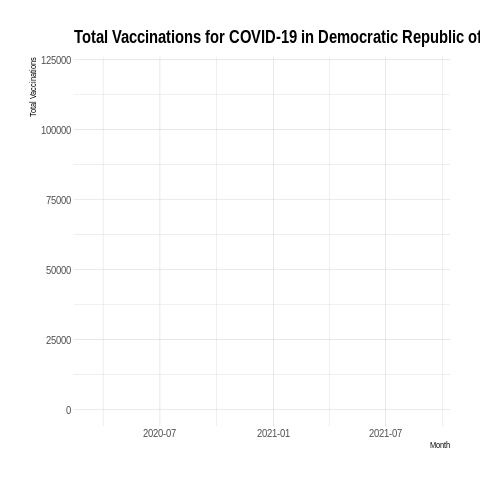 Total Vaccinations for COVID-19 in Democratic Republic of
Total Vaccinations
125000
100000
75000
50000
25000
0
2020-07 2021-01 2021-07
Month